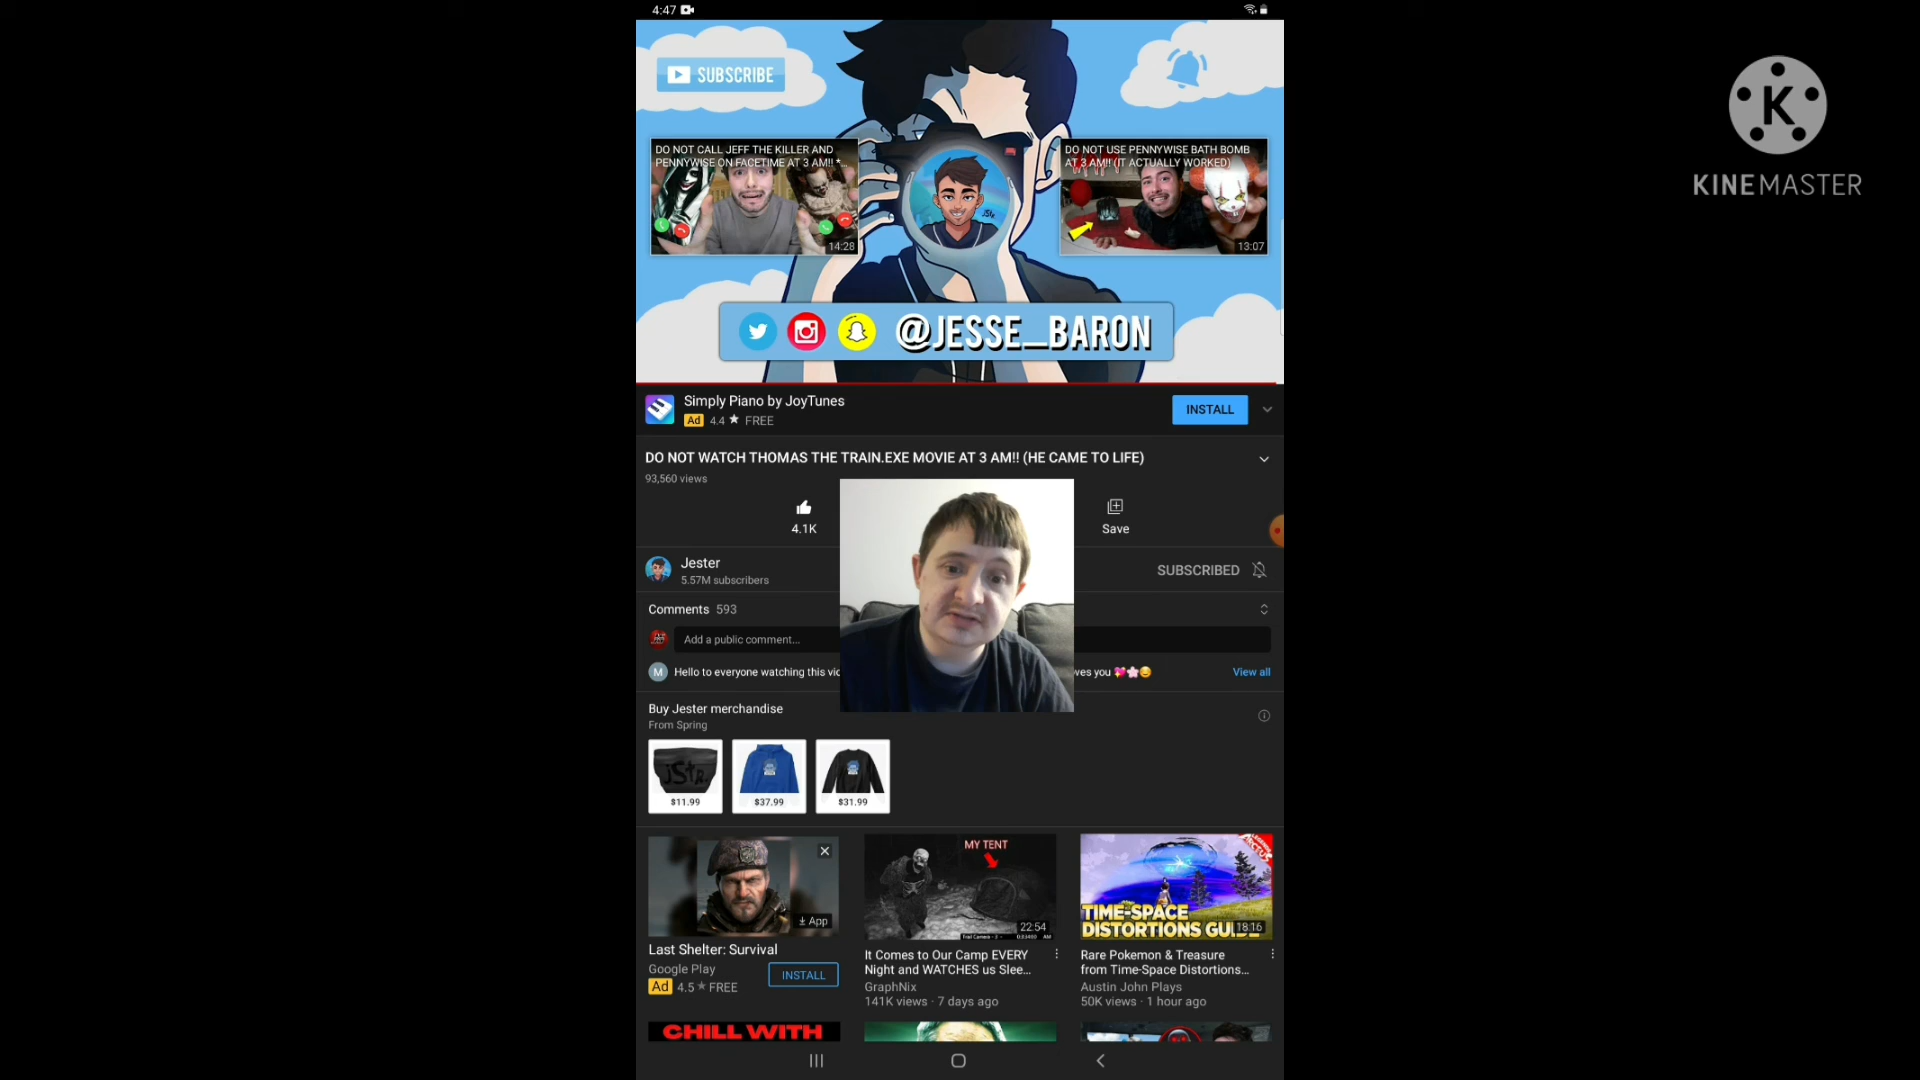 4:47
SUBSCRIBE
DO NOT CALL JEFF THE KILLER AND
PENNYWISE ON FACETIME AT 3 AM!! *...
14:28
DO NOT USE PENNYWISE BATH BOMB
AT 3 AM!! (IT ACTUALLY WORKED)
13:07
jStr.
@JESSE_BARON
KINEMASTER
Simply Piano by JoyTunes
Ad 4.4 ★ FREE
INSTALL
DO NOT WATCH THOMAS THE TRAIN.EXE MOVIE AT 3 AM!! (HE CAME TO LIFE)
93,560 views
4.1K
Save
Jester
5.57M subscribers
SUBSCRIBED
Comments 593
Add a public comment...
M
Hello to everyone watching this vid
ves you 💖🌸😊
View all
Buy Jester merchandise
From Spring
jStr.
$11.99
$37.99
$31.99
App
Last Shelter: Survival
Google Play
Ad 4.5 ★ FREE
INSTALL
MY TENT
22:54
It Comes to Our Camp EVERY
Night and WATCHES us Slee...
GraphNix
141K views · 7 days ago
TIME-SPACE
DISTORTIONS GUIDE
18:16
Rare Pokemon & Treasure
from Time-Space Distortions...
Austin John Plays
50K views · 1 hour ago
CHILL WITH